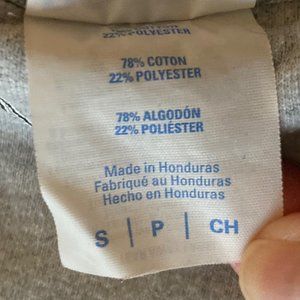 22% POLYESTER
78% COTON
22% POLYESTER
78% ALGODÓN
22% POLIÉSTER
Made in Honduras
Fabriqué au Honduras
Hecho en Honduras
S | P | CH